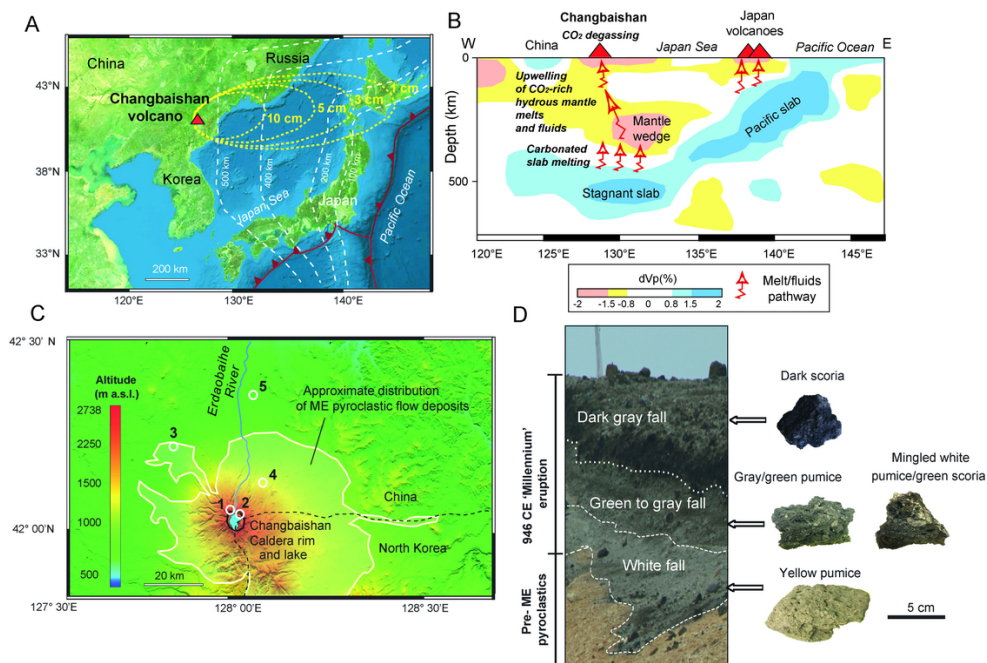 A
43°N
38°N
33°N
China
Russia
Changbaishan
volcano
10 cm
5 cm
3 cm
1 cm
Korea
500 km
400 km
200 km
100 km
Japan Sea
Japan
Pacific Ocean
200 km
120°E
130°E
140°E
B
Changbaishan
CO₂ degassing
Japan
volcanoes
W
China
Japan Sea
Pacific Ocean
E
0
Depth (km)
500
Upwelling
of CO₂-rich
hydrous mantle
melts
and fluids
Carbonated
slab melting
Mantle
wedge
Pacific slab
Stagnant slab
120°E
125°E
130°E
135°E
140°E
145°E
dVp(%)
-2
-1.5
-0.8
0.8
1.5
2
Melt/fluids
pathway
C
42° 30' N
42° 00' N
127° 30' E
128° 00' E
128° 30' E
Altitude
(m a.s.l.)
2738
2250
1500
1000
500
Erdaobaihe
River
5
Approximate distribution
of ME pyroclastic flow deposits
3
4
1
2
China
Changbaishan
Caldera rim
and lake
North Korea
20 km
D
946 CE ‘Millennium’
eruption
Pre- ME
pyroclastics
Dark gray fall
Green to gray fall
White fall
Dark scoria
Gray/green pumice
Mingled white
pumice/green scoria
Yellow pumice
5 cm